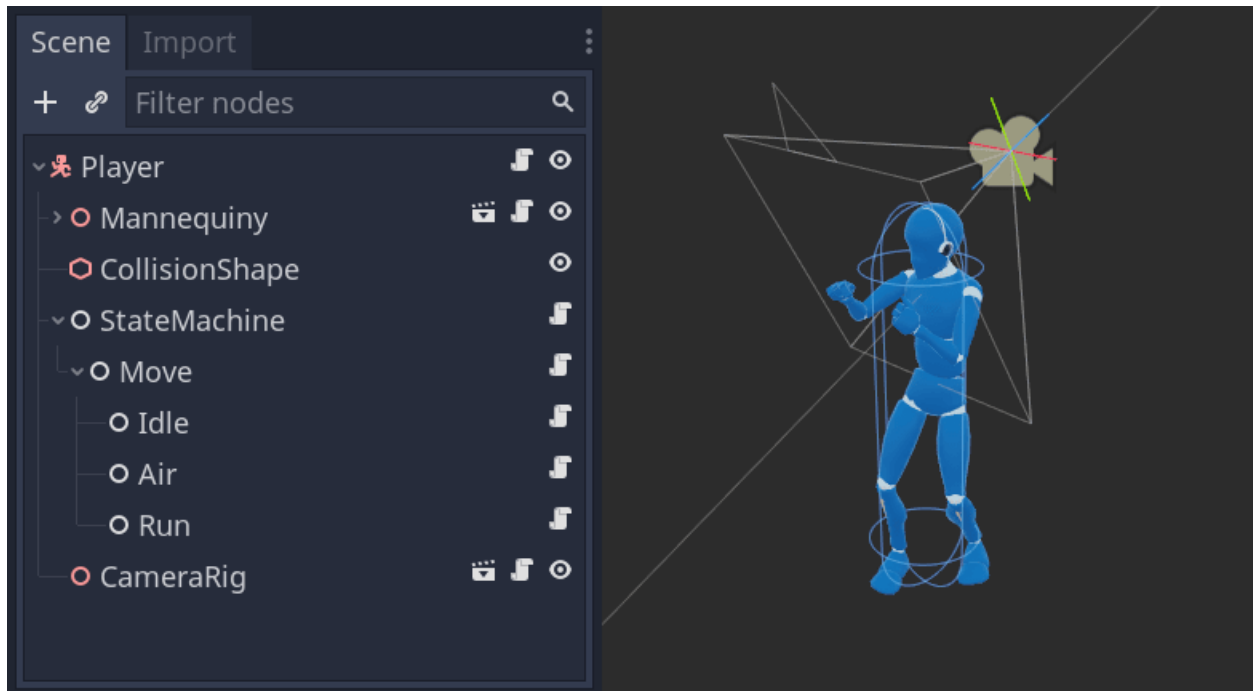 Scene Import
Filter nodes
Player
Mannequiny
CollisionShape
StateMachine
Move
Idle
Air
Run
CameraRig